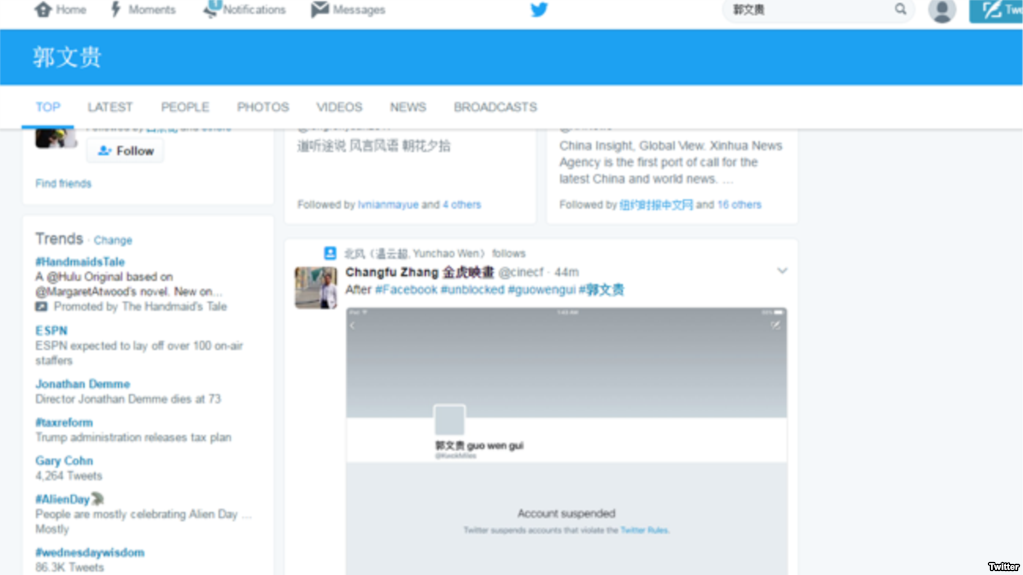 Home
Moments
1
Notifications
Messages
郭文贵
郭文贵
TOP
LATEST
PEOPLE
PHOTOS
VIDEOS
NEWS
BROADCASTS
Follow
Find friends
道听途说 风言风语 朝花夕拾
Followed by lvnianmayue and 4 others
China Insight, Global View. Xinhua News
Agency is the first port of call for the
latest China and world news. …
Followed by 纽约时报中文网 and 16 others
Trends · Change
#HandmaidsTale
A @Hulu Original based on
@MargaretAtwood's novel. New on...
Promoted by The Handmaid's Tale
ESPN
ESPN expected to lay off over 100 on-air
staffers
Jonathan Demme
Director Jonathan Demme dies at 73
#taxreform
Trump administration releases tax plan
Gary Cohn
4,264 Tweets
#AlienDay
People are mostly celebrating Alien Day …
Mostly
#wednesdaywisdom
86.3K Tweets
北风（温云超, Yunchao Wen） follows
Changfu Zhang 金虎映畫 @cinecf · 44m
After #Facebook #unblocked #guowengui #郭文贵
郭文贵 guo wen gui
@KwokMiles
Account suspended
Twitter suspends accounts that violate the Twitter Rules.
Twitter